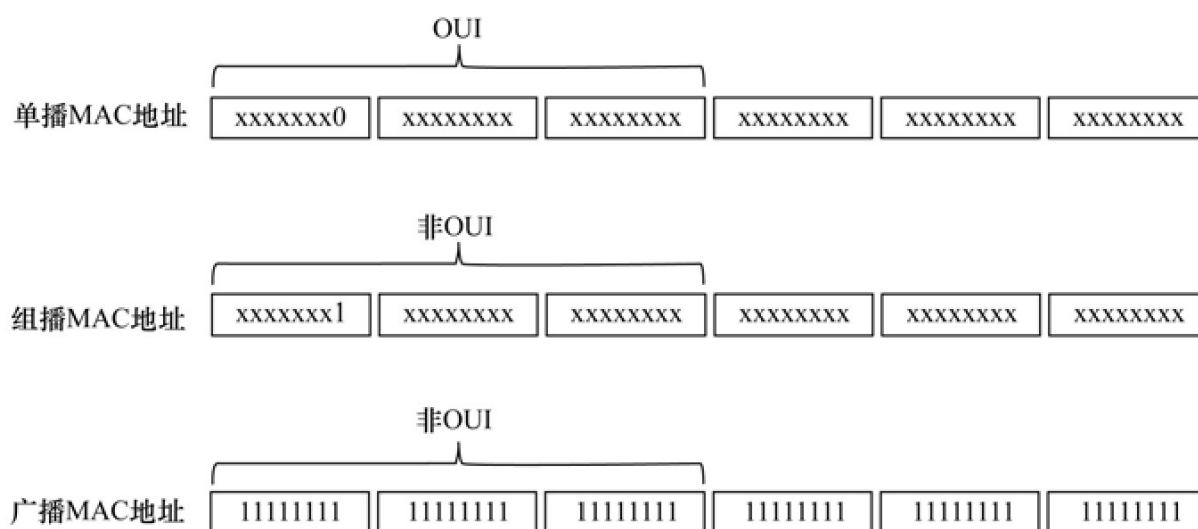 OUI
单播MAC地址 xxxxxxx0 xxxxxxxx xxxxxxxx xxxxxxxx xxxxxxxx xxxxxxxx
非OUI
组播MAC地址 xxxxxxx1 xxxxxxxx xxxxxxxx xxxxxxxx xxxxxxxx xxxxxxxx
非OUI
广播MAC地址 11111111 11111111 11111111 11111111 11111111 11111111